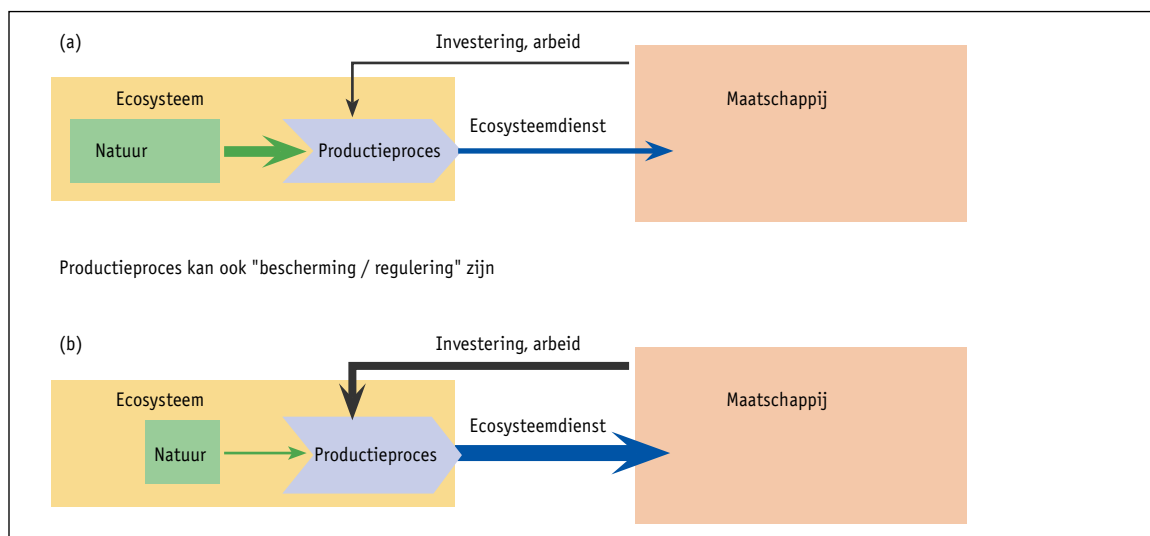 (a)
Investering, arbeid
Ecosysteem
Maatschappij
Ecosysteemdienst
Natuur
Productieproces
Productieproces kan ook "bescherming / regulering" zijn
(b)
Investering, arbeid
Ecosysteem
Maatschappij
Ecosysteemdienst
Natuur
Productieproces